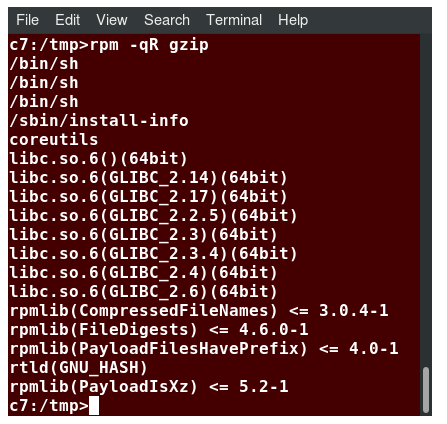 File Edit View Search Terminal Help
c7:/tmp>rpm -qR gzip
/bin/sh
/bin/sh
/bin/sh
/sbin/install-info
coreutils
libc.so.6()(64bit)
libc.so.6(GLIBC_2.14)(64bit)
libc.so.6(GLIBC_2.17)(64bit)
libc.so.6(GLIBC_2.2.5)(64bit)
libc.so.6(GLIBC_2.3)(64bit)
libc.so.6(GLIBC_2.3.4)(64bit)
libc.so.6(GLIBC_2.4)(64bit)
libc.so.6(GLIBC_2.6)(64bit)
rpmlib(CompressedFileNames) <= 3.0.4-1
rpmlib(FileDigests) <= 4.6.0-1
rpmlib(PayloadFilesHavePrefix) <= 4.0-1
rtld(GNU_HASH)
rpmlib(PayloadIsXz) <= 5.2-1
c7:/tmp>